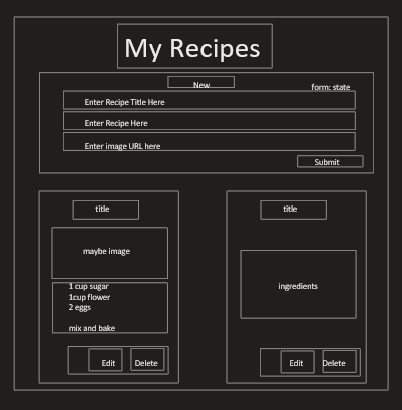 My Recipes
New
form: state
Enter Recipe Title Here
Enter Recipe Here
Enter image URL here
Submit
title
maybe image
1 cup sugar
1cup flower
2 eggs
mix and bake
Edit
Delete
title
ingredients
Edit
Delete